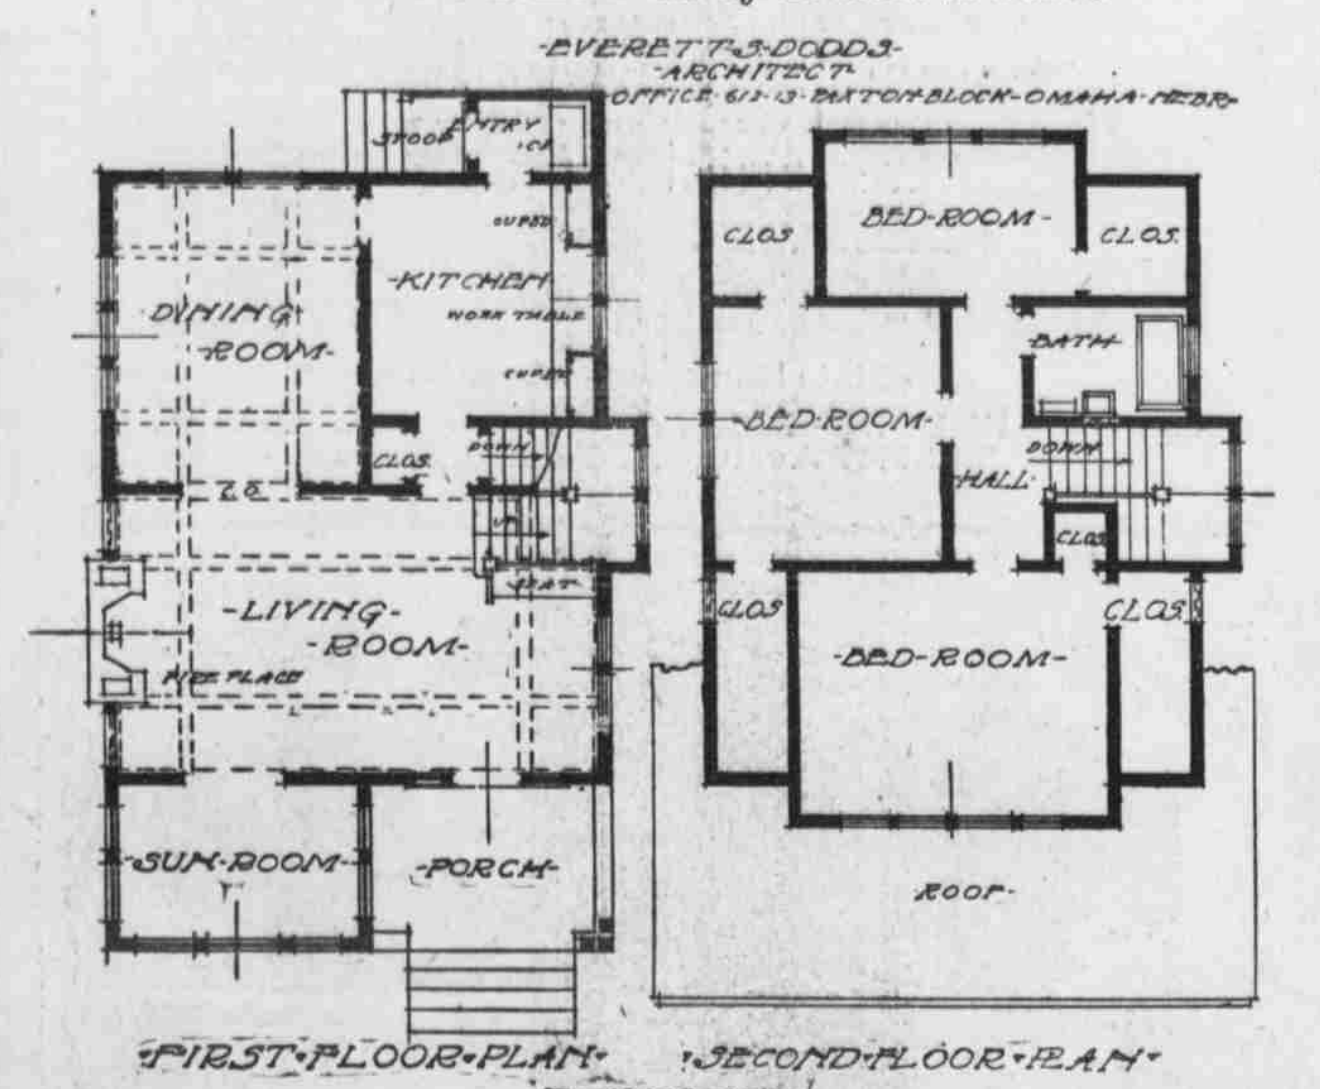 -EVERETT-S-DODDS-
-ARCHITECT-
OFFICE-612-13-PAXTON-BLOCK-OMAHA-NEBR-
STOOP
ENTRY
CUPBD
-KITCHEN
WORK TABLE
CUPBD
DINING
-ROOM-
CLOS.
DOWN
C.O.
UP
SEAT
-LIVING-
-ROOM-
FIRE PLACE
-SUN-ROOM-
-PORCH-
•FIRST•FLOOR•PLAN•
BED-ROOM-
CLOS
CLOS.
-BATH-
-BED-ROOM-
DOWN
-HALL-
CLOS
CLOS
CLOS.
-BED-ROOM-
ROOF-
•SECOND•FLOOR•PLAN•